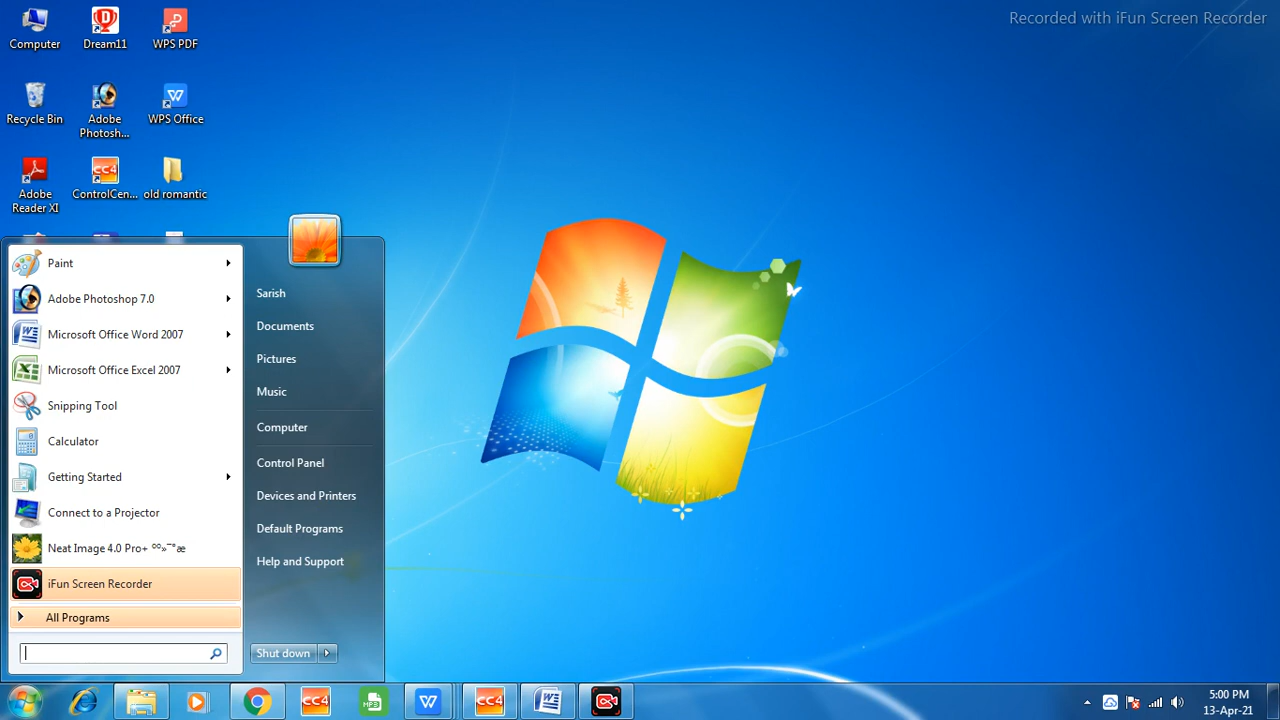 Recorded with iFun Screen Recorder
Computer
Dream11
WPS PDF
Recycle Bin
Adobe
Photosh...
WPS Office
Adobe
Reader XI
ControlCen...
old romantic
Paint
Adobe Photoshop 7.0
Microsoft Office Word 2007
Microsoft Office Excel 2007
Snipping Tool
Calculator
Getting Started
Connect to a Projector
Neat Image 4.0 Pro+ ºº»¯°æ
iFun Screen Recorder
All Programs
Sarish
Documents
Pictures
Music
Computer
Control Panel
Devices and Printers
Default Programs
Help and Support
Shut down
CC4
MP3
CC4
5:00 PM
13-Apr-21